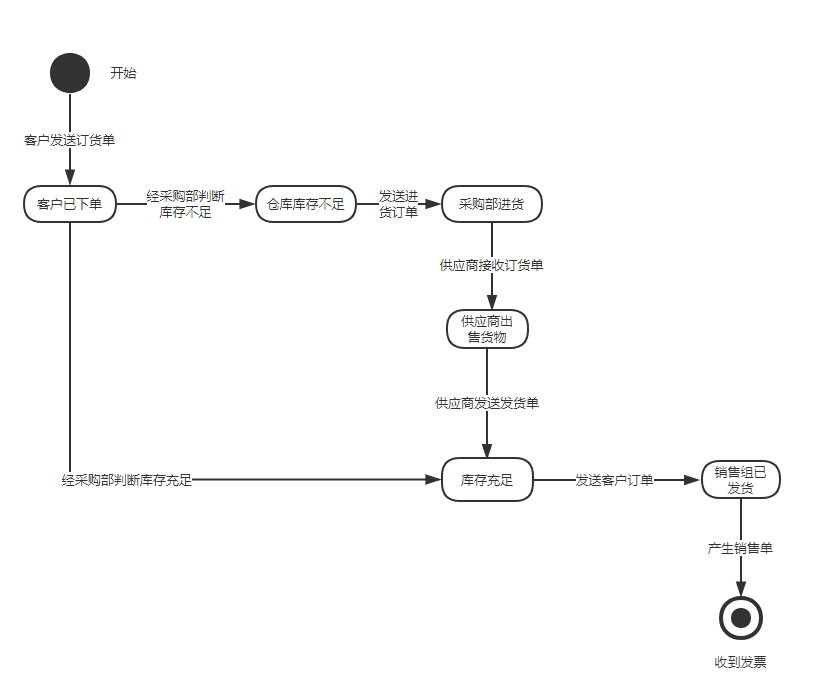 开始
客户发送订货单
客户已下单
经采购部判断
库存不足
仓库库存不足
发送进
货订单
采购部进货
供应商接收订货单
供应商出
售货物
供应商发送发货单
经采购部判断库存充足
库存充足
发送客户订单
销售组已
发货
产生销售单
收到发票